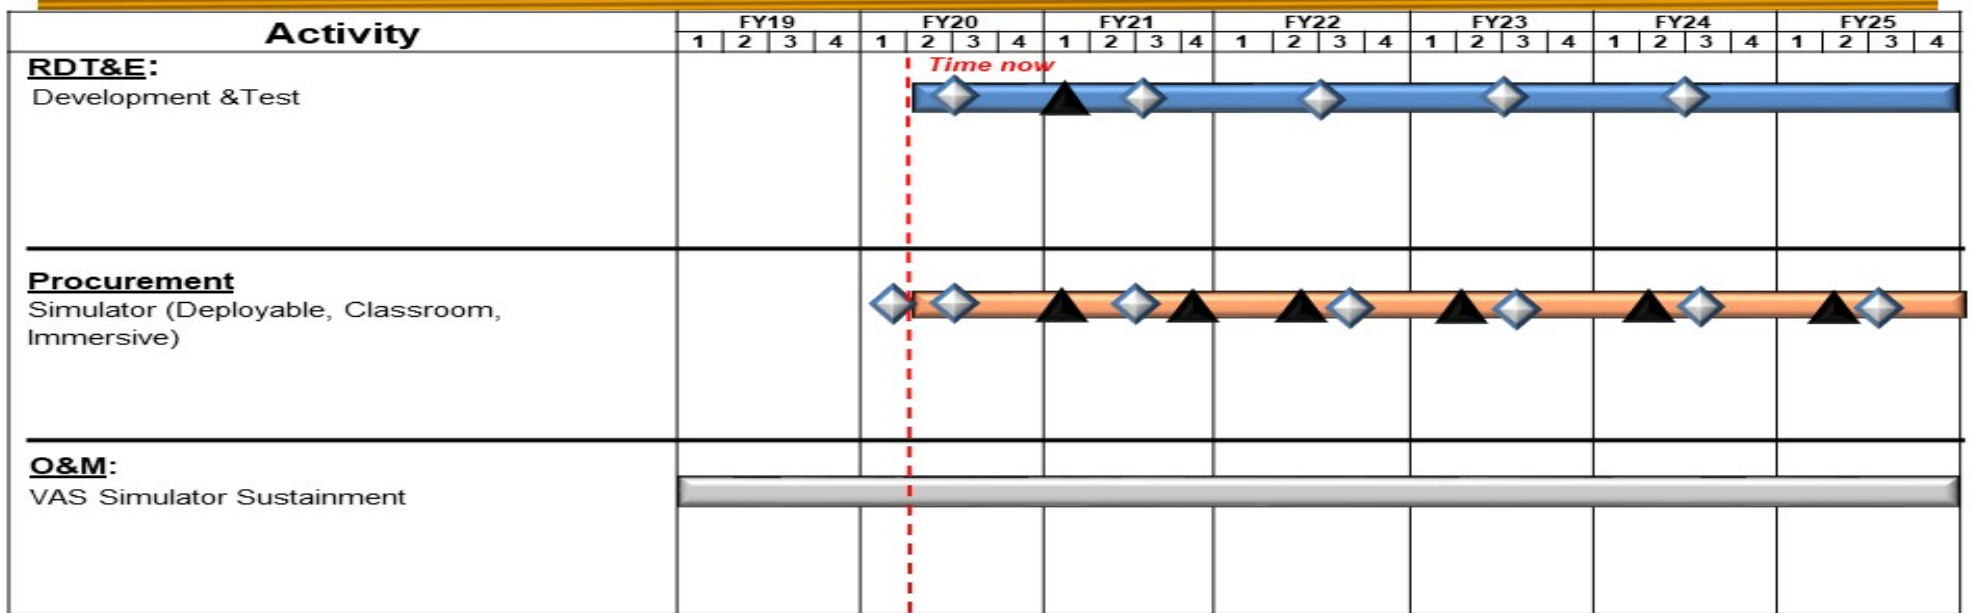 Activity
FY19 FY20 FY21 FY22 FY23 FY24 FY25
1 2 3 4 1 2 3 4 1 2 3 4 1 2 3 4 1 2 3 4 1 2 3 4 1 2 3 4
RDT&E:
Time now
Development &Test
Procurement
Simulator (Deployable, Classroom,
Immersive)
O&M:
VAS Simulator Sustainment